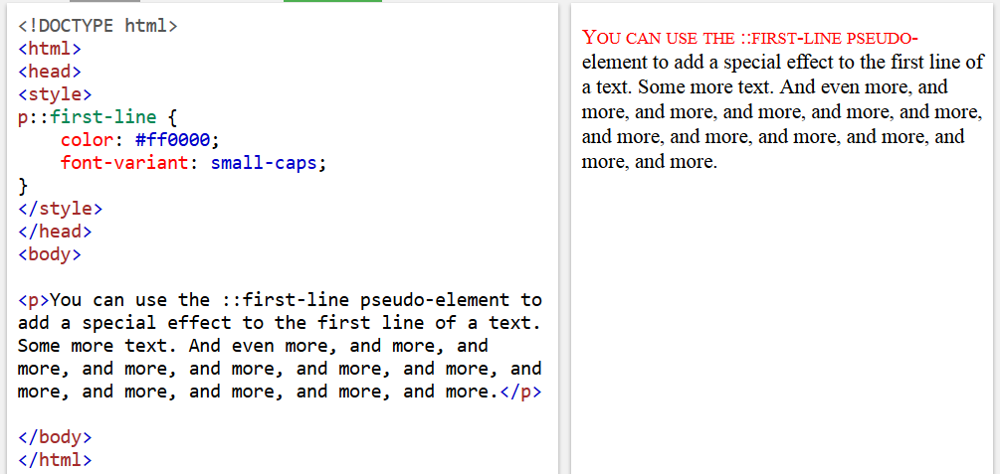 <!DOCTYPE html>
<html>
<head>
<style>
p::first-line {
    color: #ff0000;
    font-variant: small-caps;
}
</style>
</head>
<body>

<p>You can use the ::first-line pseudo-element to
add a special effect to the first line of a text.
Some more text. And even more, and more, and
more, and more, and more, and more, and more, and
more, and more, and more, and more, and more.</p>

</body>
</html>
You can use the ::first-line pseudo-
element to add a special effect to the first line of
a text. Some more text. And even more, and
more, and more, and more, and more, and more,
and more, and more, and more, and more, and
more, and more.